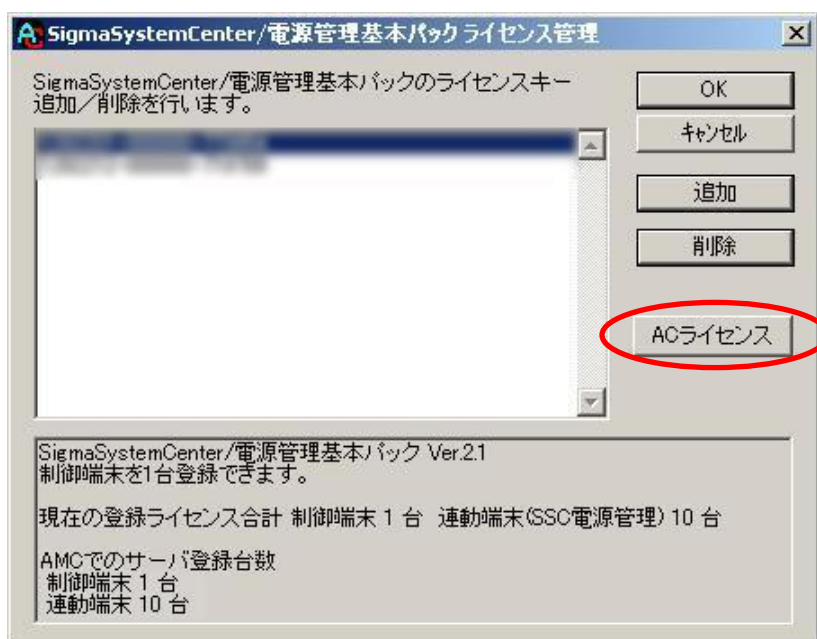 SigmaSystemCenter/電源管理基本パック ライセンス管理
SigmaSystemCenter/電源管理基本パックのライセンスキー
追加／削除を行います。
OK
キャンセル
追加
削除
ACライセンス
SigmaSystemCenter/電源管理基本パック Ver.2.1
制御端末を1台登録できます。
現在の登録ライセンス合計 制御端末 1 台 連動端末(SSC電源管理) 10 台
AMCでのサーバ登録台数
制御端末 1 台
連動端末 10 台